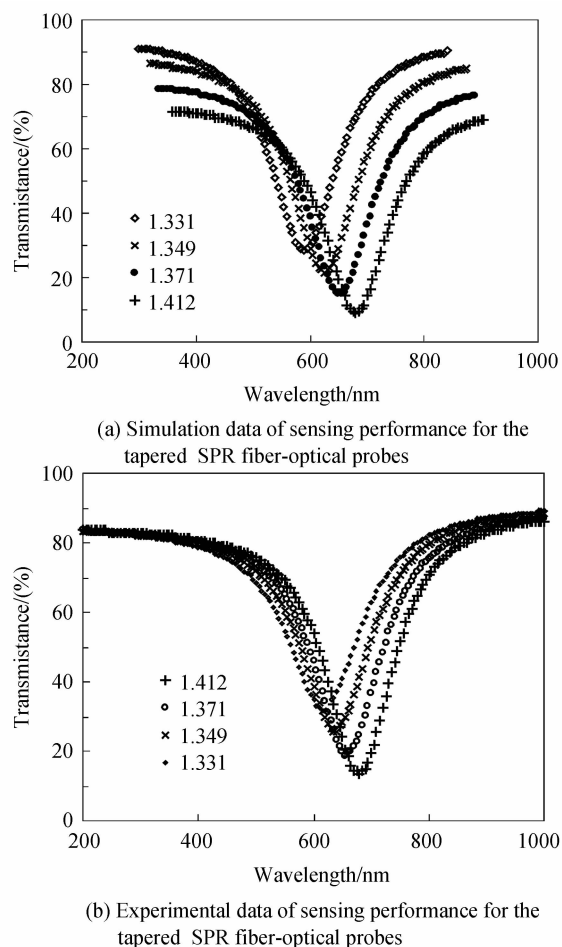 100
80
60
40
20
0
Transmistance/(%)
◇ 1.331
× 1.349
● 1.371
+ 1.412
200 400 600 800 1000
Wavelength/nm
(a) Simulation data of sensing performance for the
tapered SPR fiber-optical probes
100
80
60
40
20
0
Transmistance/(%)
+ 1.412
○ 1.371
× 1.349
◆ 1.331
200 400 600 800 1000
Wavelength/nm
(b) Experimental data of sensing performance for the
tapered SPR fiber-optical probes